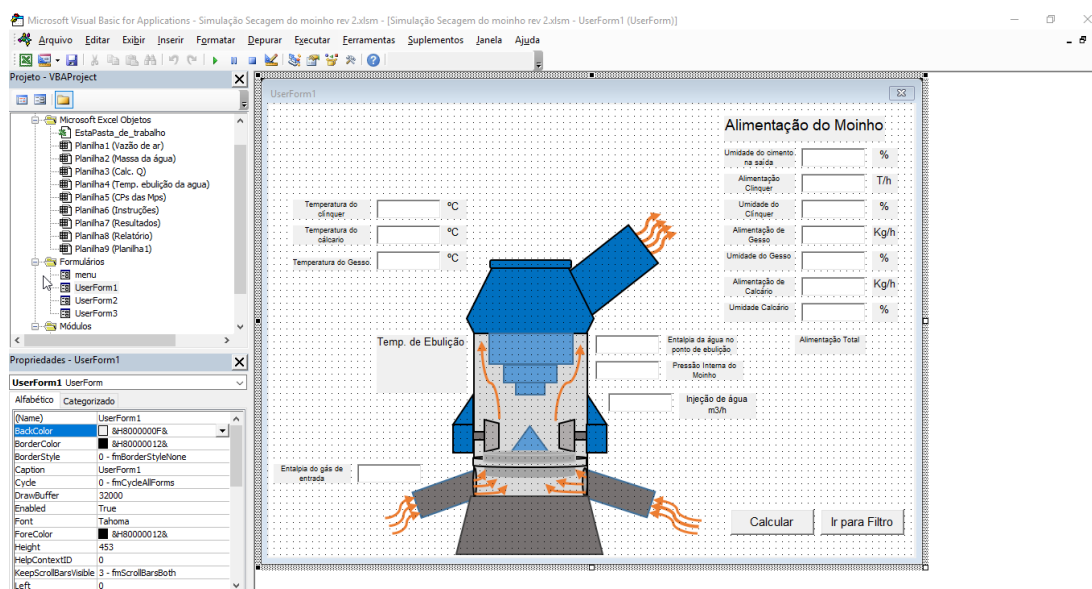 Microsoft Visual Basic for Applications - Simulação Secagem do moinho rev 2.xlsm - [Simulação Secagem do moinho rev 2.xlsm - UserForm1 (UserForm)]
Arquivo Editar Exibir Inserir Formatar Depurar Executar Ferramentas Suplementos Janela Ajuda
Projeto - VBAProject
Microsoft Excel Objetos
EstaPasta_de_trabalho
Planilha1 (Vazão de ar)
Planilha2 (Massa da água)
Planilha3 (Calc. Q)
Planilha4 (Temp. ebulição da agua)
Planilha5 (CPs das Mps)
Planilha6 (Instruções)
Planilha7 (Resultados)
Planilha8 (Relatório)
Planilha9 (Planilha1)
Formulários
menu
UserForm1
UserForm2
UserForm3
Módulos
Propriedades - UserForm1
UserForm1 UserForm
Alfabético Categorizado
(Name) UserForm1
BackColor &H8000000F&
BorderColor &H80000012&
BorderStyle 0 - fmBorderStyleNone
Caption UserForm1
Cycle 0 - fmCycleAllForms
DrawBuffer 32000
Enabled True
Font Tahoma
ForeColor &H80000012&
Height 453
HelpContextID 0
KeepScrollBarsVisible 3 - fmScrollBarsBoth
Left 0
UserForm1
Alimentação do Moinho
Umidade do cimento
na saída
%
Alimentação
Clínquer
T/h
Umidade do
Clínquer
%
Alimentação de
Gesso
Kg/h
Umidade do Gesso
%
Alimentação de
Calcário
Kg/h
Umidade Calcário
%
Temperatura do
clínquer
ºC
Temperatura do
cálcario
ºC
Temperatura do Gesso.
ºC
Temp. de Ebulição
Entalpia da água no
ponto de ebulição
Alimentação Total
Pressão Interna do
Moinho
Injeção de água
m3/h
Entalpia do gás de
entrada
Calcular
Ir para Filtro